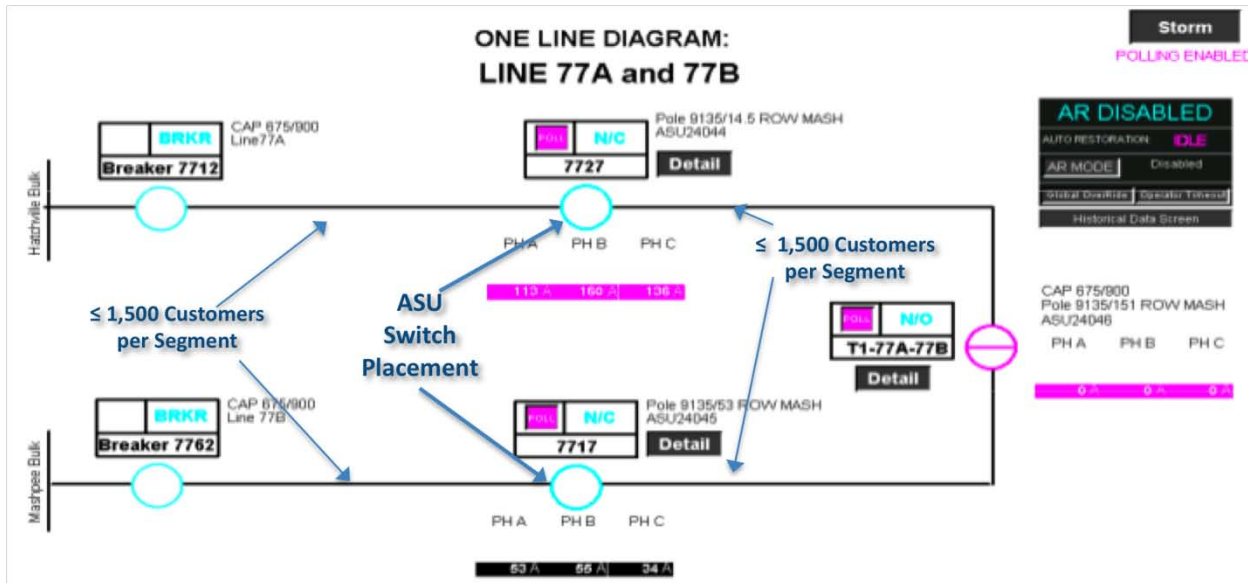 ONE LINE DIAGRAM:
LINE 77A and 77B
Storm
POLLING ENABLED
AR DISABLED
AUTO RESTORATION: IDLE
AR MODE Disabled
Global OverRide Operator Timeout
Historical Data Screen
Hatchville Bulk
BRKR
Breaker 7712
CAP 675/900
Line77A
POLL N/C
7727
Pole 9135/14.5 ROW MASH
ASU24044
Detail
PH A PH B PH C
113 A 160 A 136 A
≤ 1,500 Customers
per Segment
ASU
Switch
Placement
≤ 1,500 Customers
per Segment
POLL N/O
T1-77A-77B
Detail
CAP 675/900
Pole 9135/151 ROW MASH
ASU24046
PH A PH B PH C
0 A 0 A 0 A
Mashpee Bulk
BRKR
Breaker 7762
CAP 675/900
Line 77B
POLL N/C
7717
Pole 9135/53 ROW MASH
ASU24045
Detail
PH A PH B PH C
53 A 55 A 34 A